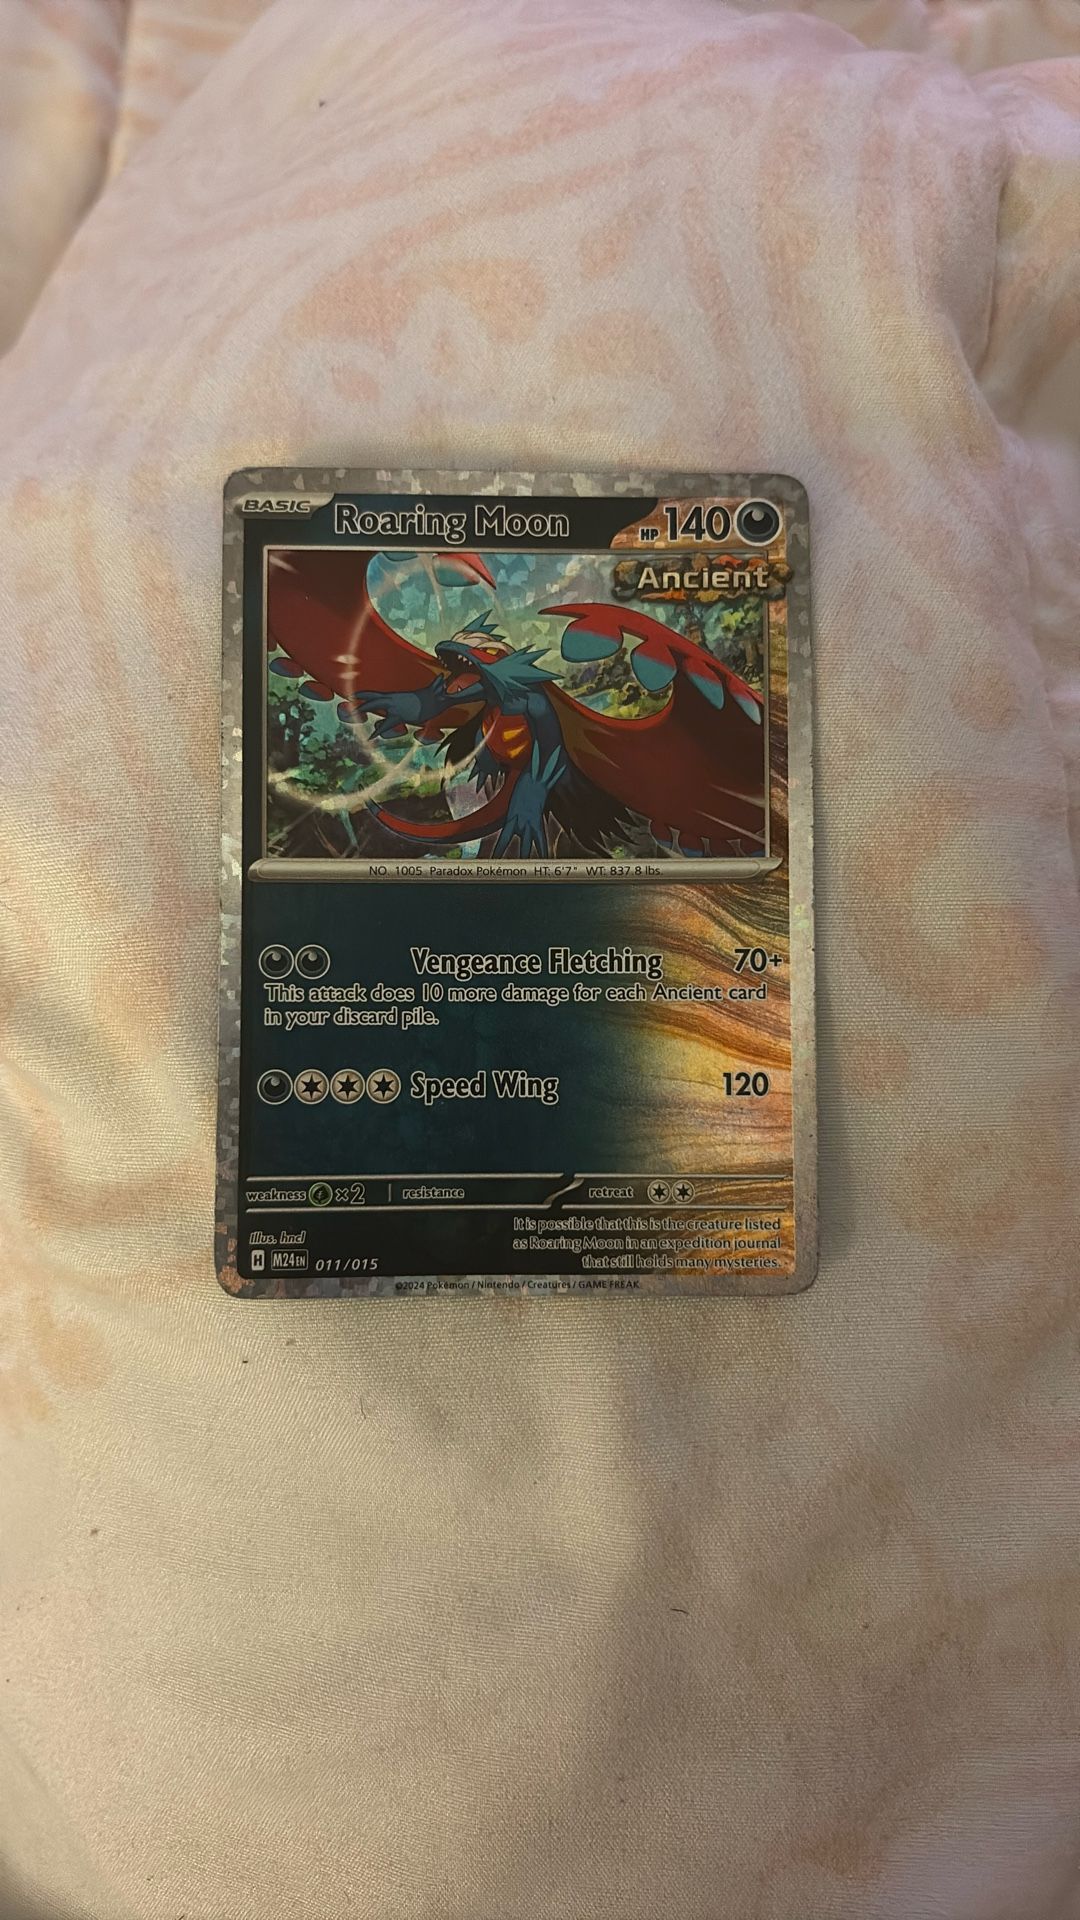 BASIC Roaring Moon HP 140
Ancient
NO. 1005 Paradox Pokémon HT: 6'7" WT: 837.8 lbs.
Vengeance Fletching 70+
This attack does 10 more damage for each Ancient card
in your discard pile.
Speed Wing 120
weakness ×2 resistance retreat
It is possible that this is the creature listed
as Roaring Moon in an expedition journal
that still holds many mysteries.
Illus. hncl
H M24 EN 011/015
©2024 Pokémon / Nintendo / Creatures / GAME FREAK